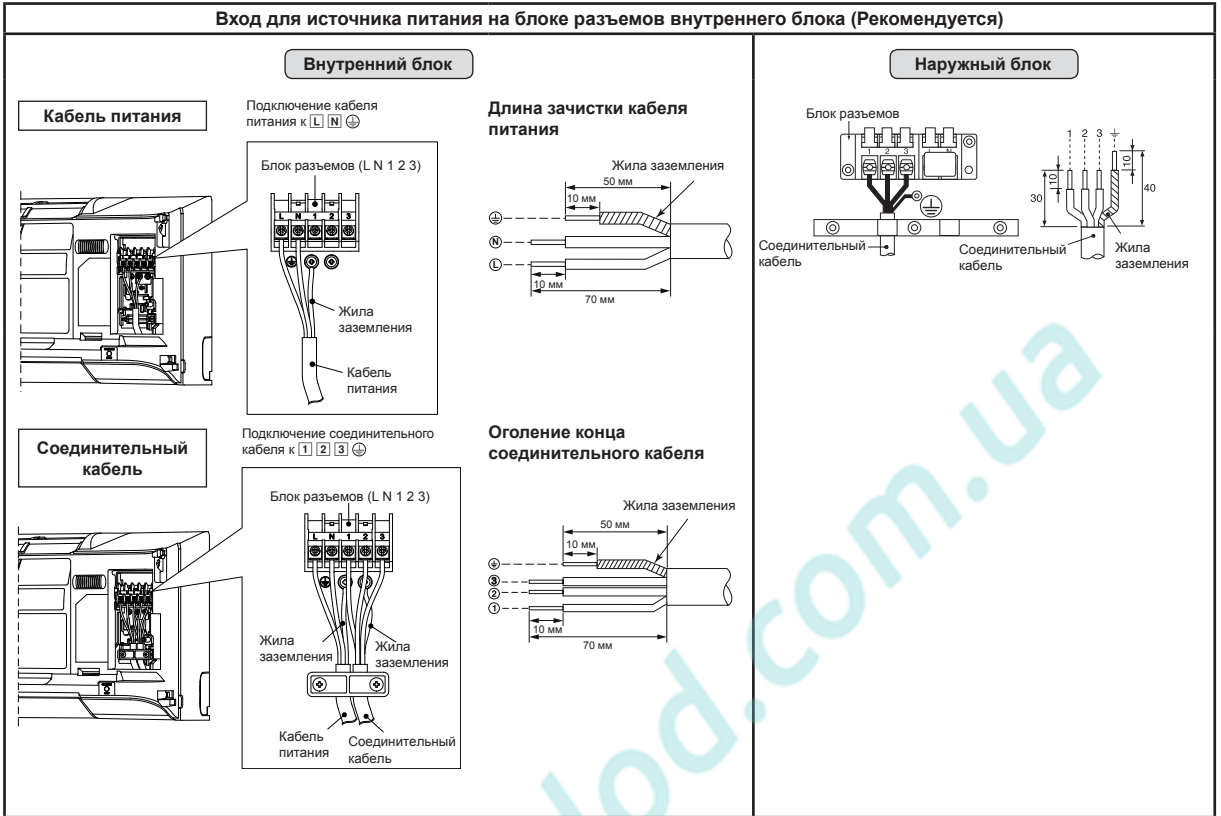 Вход для источника питания на блоке разъемов внутреннего блока (Рекомендуется)
Внутренний блок
Кабель питания
Подключение кабеля
питания к L N ⏚
Блок разъемов (L N 1 2 3)
L N 1 2 3
Жила
заземления
Кабель
питания
Длина зачистки кабеля
питания
Жила заземления
50 мм
10 мм
N
L
10 мм
70 мм
Соединительный
кабель
Подключение соединительного
кабеля к 1 2 3 ⏚
Блок разъемов (L N 1 2 3)
L N 1 2 3
Жила
заземления
Жила
заземления
Кабель
питания
Соединительный
кабель
Оголение конца
соединительного кабеля
Жила заземления
50 мм
10 мм
3
2
1
10 мм
70 мм
Наружный блок
Блок разъемов
1 2 3 L N
Соединительный
кабель
1 2 3
10
10
30
40
Соединительный
кабель
Жила
заземления
lod.com.ua